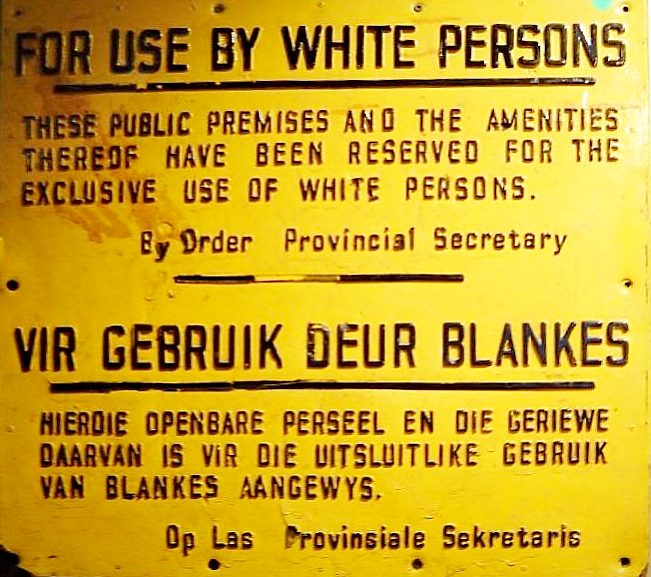 FOR USE BY WHITE PERSONS
THESE PUBLIC PREMISES AND THE AMENITIES
THEREOF HAVE BEEN RESERVED FOR THE
EXCLUSIVE USE OF WHITE PERSONS.
By Order Provincial Secretary
VIR GEBRUIK DEUR BLANKES
HIERDIE OPENBARE PERSEEL EN DIE GERIEWE
DAARVAN IS VIR DIE UITSLUITLIKE GEBRUIK
VAN BLANKES AANGEWYS.
Op Las Provinsiale Sekretaris